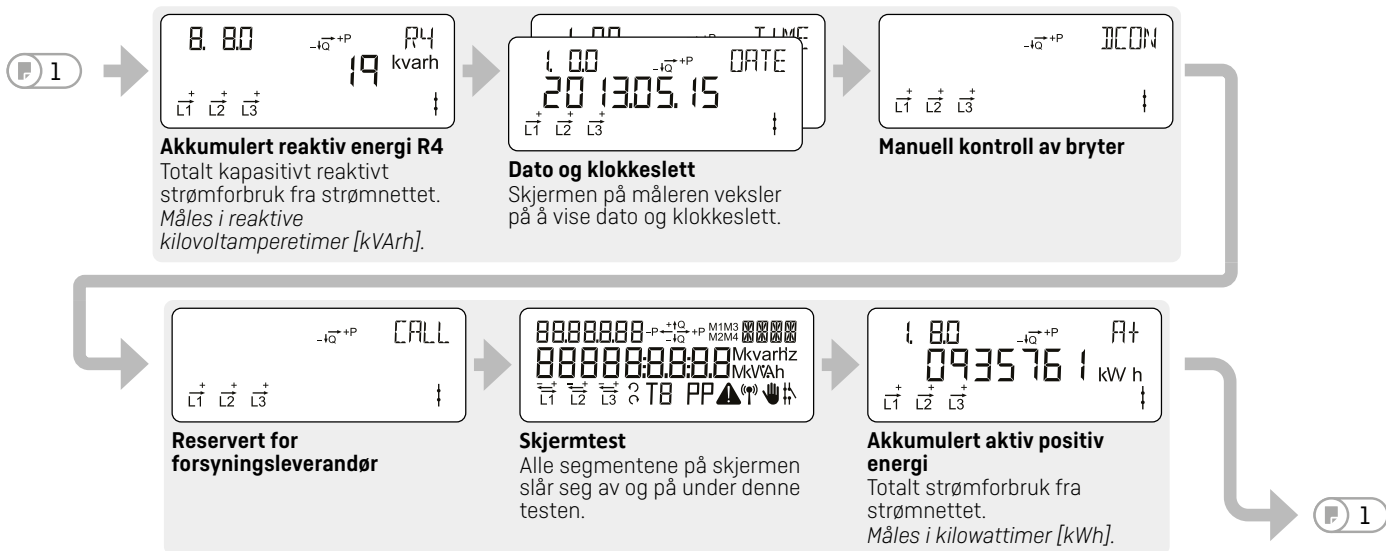 1
8. 8.0 -Q +P R4
19 kvarh
L1+ L2+ L3+
Akkumulert reaktiv energi R4
Totalt kapasitivt reaktivt
strømforbruk fra strømnettet.
Måles i reaktive
kilovoltamperetimer [kVArh].
TIME
1. 0.0 -Q +P DATE
2013.05.15
L1+ L2+ L3+
Dato og klokkeslett
Skjermen på måleren veksler
på å vise dato og klokkeslett.
-Q +P DCON
L1+ L2+ L3+
Manuell kontroll av bryter
-Q +P CALL
L1+ L2+ L3+
Reservert for
forsyningsleverandør
8888888 -P +Q -Q +P M1M3
M2M4
88888:8:8.8 MkvarHz
MkWAh
L1+ L2+ L3+ T8 PP
Skjermtest
Alle segmentene på skjermen
slår seg av og på under denne
testen.
1. 8.0 -Q +P A+
0935761 kW h
L1+ L2+ L3+
Akkumulert aktiv positiv
energi
Totalt strømforbruk fra
strømnettet.
Måles i kilowattimer [kWh].
1